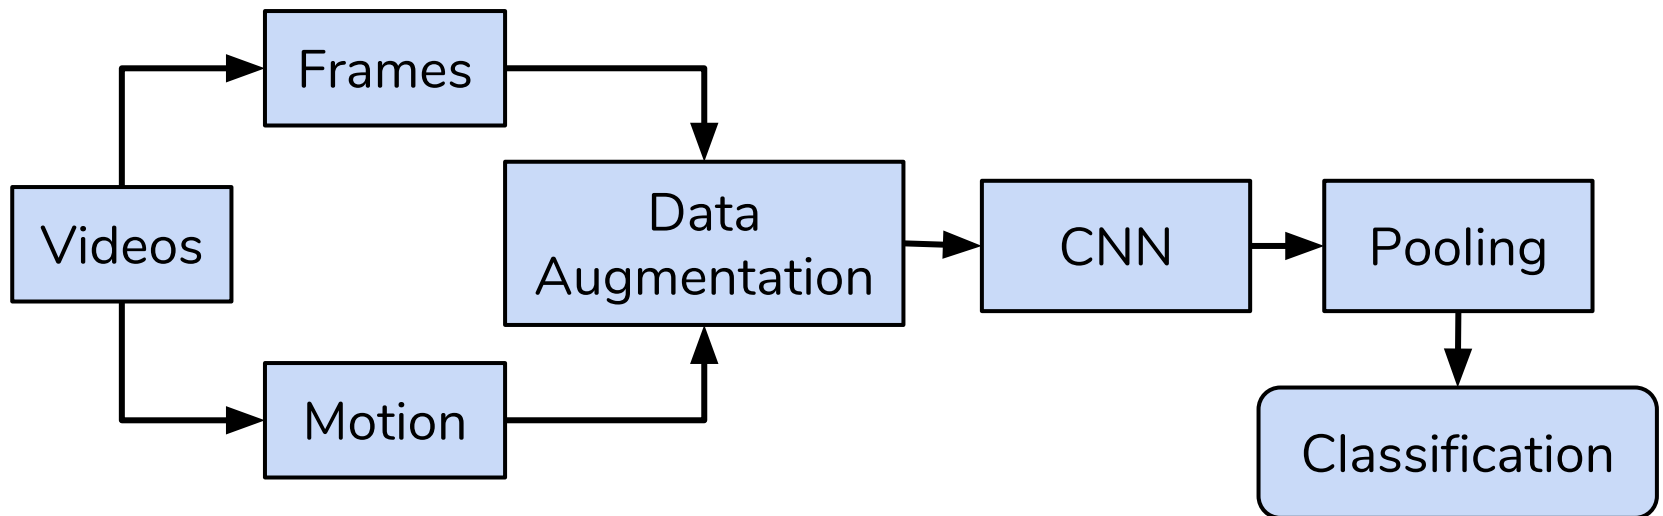 Frames
Videos
Data
Augmentation
CNN
Pooling
Motion
Classification